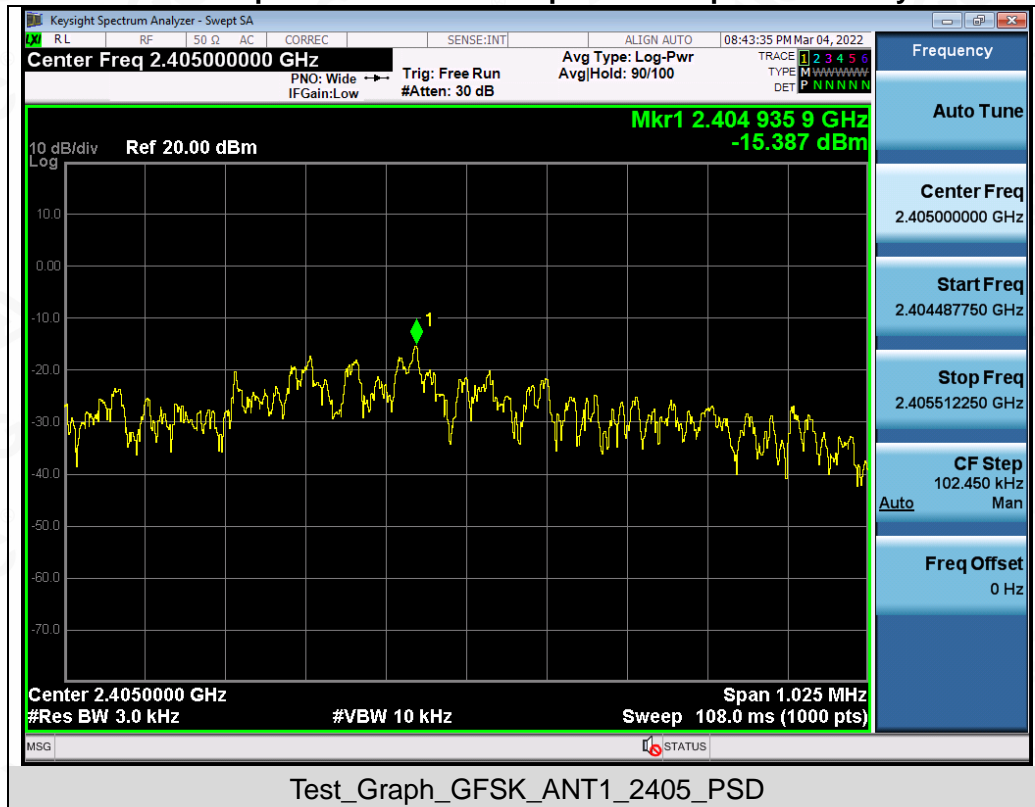 Keysight Spectrum Analyzer - Swept SA
LXI RL RF 50 Ω AC CORREC SENSE:INT ALIGN AUTO 08:43:35 PM Mar 04, 2022
Center Freq 2.405000000 GHz
PNO: Wide
IFGain:Low
Trig: Free Run
#Atten: 30 dB
Avg Type: Log-Pwr
Avg|Hold: 90/100
TRACE 1 2 3 4 5 6
TYPE M WWWWW
DET P N N N N N
Mkr1 2.404 935 9 GHz
-15.387 dBm
10 dB/div Ref 20.00 dBm
Log
10.0
0.00
-10.0
-20.0
-30.0
-40.0
-50.0
-60.0
-70.0
1
Center 2.4050000 GHz Span 1.025 MHz
#Res BW 3.0 kHz #VBW 10 kHz Sweep 108.0 ms (1000 pts)
MSG STATUS
Frequency
Auto Tune
Center Freq
2.405000000 GHz
Start Freq
2.404487750 GHz
Stop Freq
2.405512250 GHz
CF Step
102.450 kHz
Auto Man
Freq Offset
0 Hz
Test_Graph_GFSK_ANT1_2405_PSD